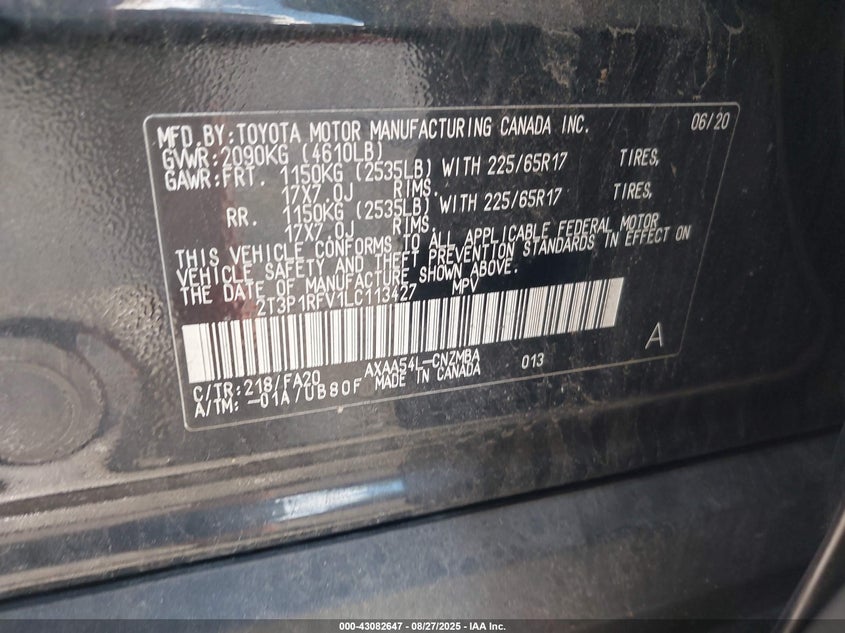 MFD.BY:TOYOTA MOTOR MANUFACTURING CANADA INC. 06/20
GVWR:2090KG (4610LB)
GAWR:FRT. 1150KG (2535LB) WITH 225/65R17 TIRES,
17X7.0J RIMS.
RR. 1150KG (2535LB) WITH 225/65R17 TIRES,
17X7.0J RIMS.
THIS VEHICLE CONFORMS TO ALL APPLICABLE FEDERAL MOTOR
VEHICLE SAFETY AND THEFT PREVENTION STANDARDS IN EFFECT ON
THE DATE OF MANUFACTURE SHOWN ABOVE.
2T3P1RFV1LC113427 MPV
A
C/TR:218/FA20 AXAA54L-CNZMBA 013
A/TM:-01A/UB80F MADE IN CANADA
000-43082647 - 08/27/2025 - IAA Inc.